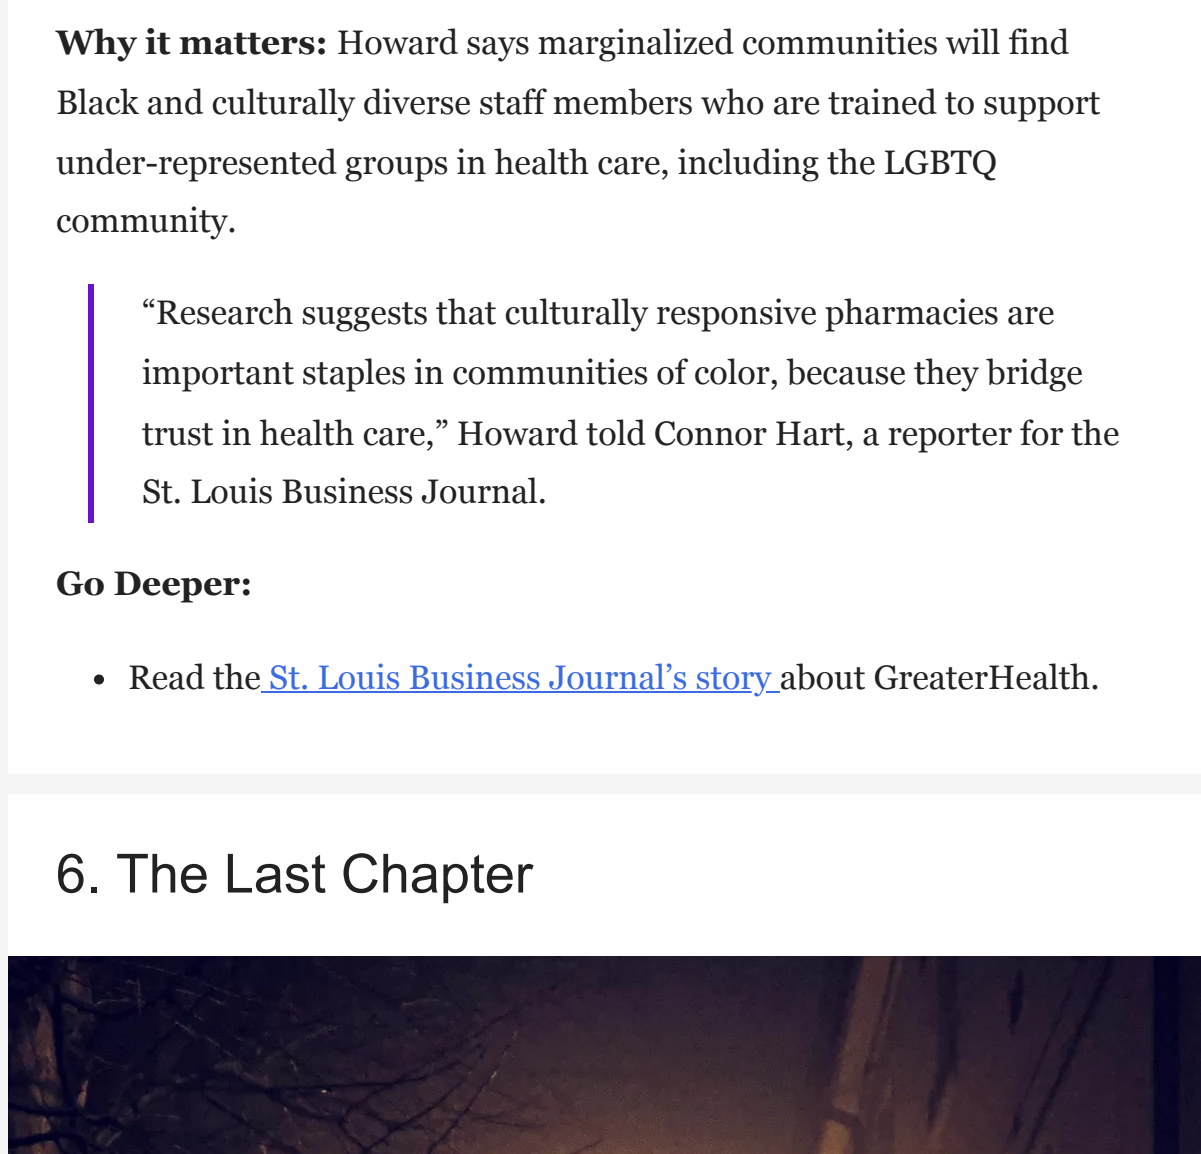 Why it matters: Howard says marginalized communities will find
Black and culturally diverse staff members who are trained to support
under-represented groups in health care, including the LGBTQ
community.
“Research suggests that culturally responsive pharmacies are
important staples in communities of color, because they bridge
trust in health care,” Howard told Connor Hart, a reporter for the
St. Louis Business Journal.
Go Deeper:
• Read the St. Louis Business Journal’s story about GreaterHealth.
6. The Last Chapter